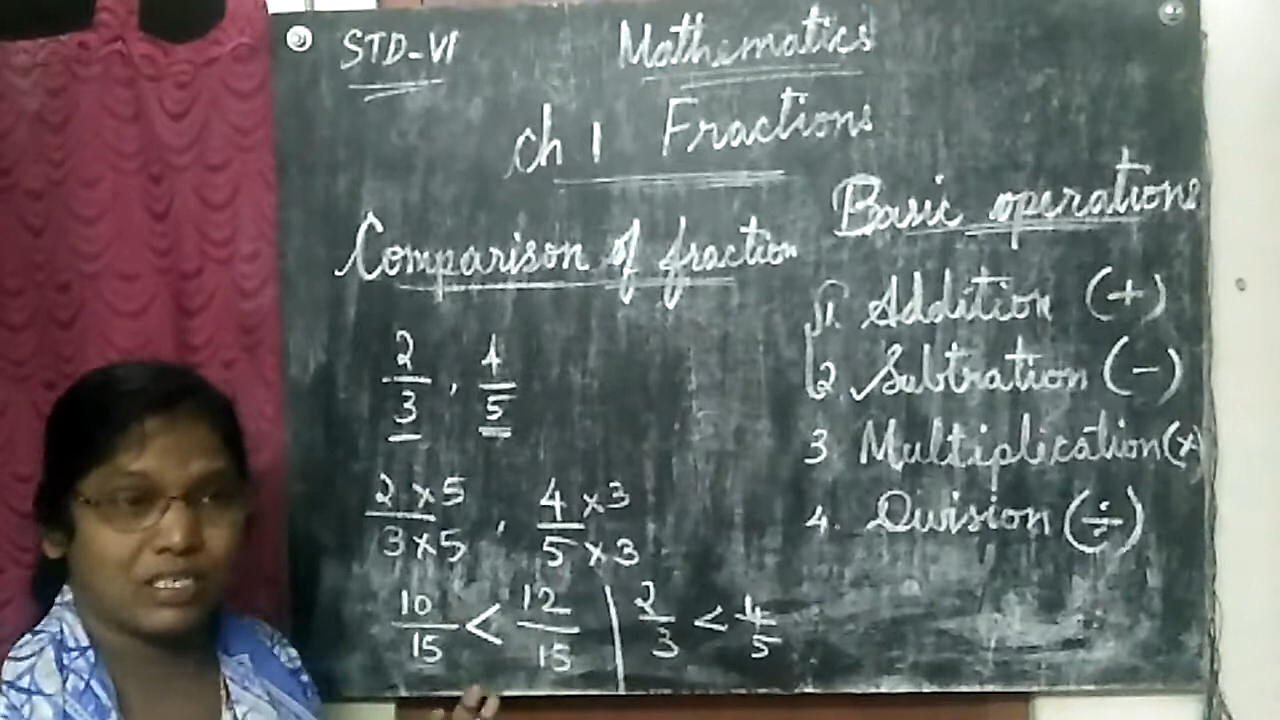 STD-VI Mathematics
Ch 1 Fractions
Comparison of fraction
2/3 , 4/5
2×5/3×5 , 4×3/5×3
10/15 < 12/15 | 2/3 < 4/5
Basic operations
1. Addition (+)
2. Subtration (-)
3 Multiplication (×)
4. Division (÷)